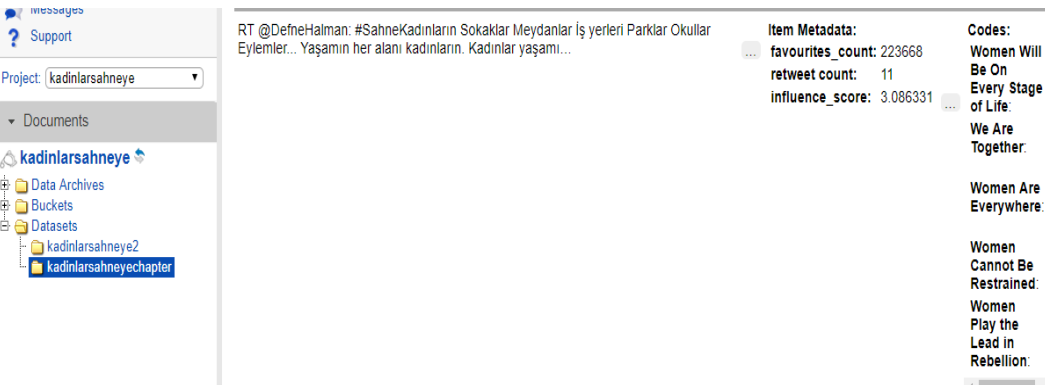 Messages
Support
Project: kadinlarsahneye
Documents
kadinlarsahneye
Data Archives
Buckets
Datasets
kadinlarsahneye2
kadinlarsahneyechapter
RT @DefneHalman: #SahneKadınların Sokaklar Meydanlar İş yerleri Parklar Okullar
Eylemler... Yaşamın her alanı kadınların. Kadınlar yaşamı...
...
Item Metadata:
favourites_count: 223668
retweet count: 11
influence_score: 3.086331
...
Codes:
Women Will
Be On
Every Stage
of Life:
We Are
Together:
Women Are
Everywhere:
Women
Cannot Be
Restrained:
Women
Play the
Lead in
Rebellion: